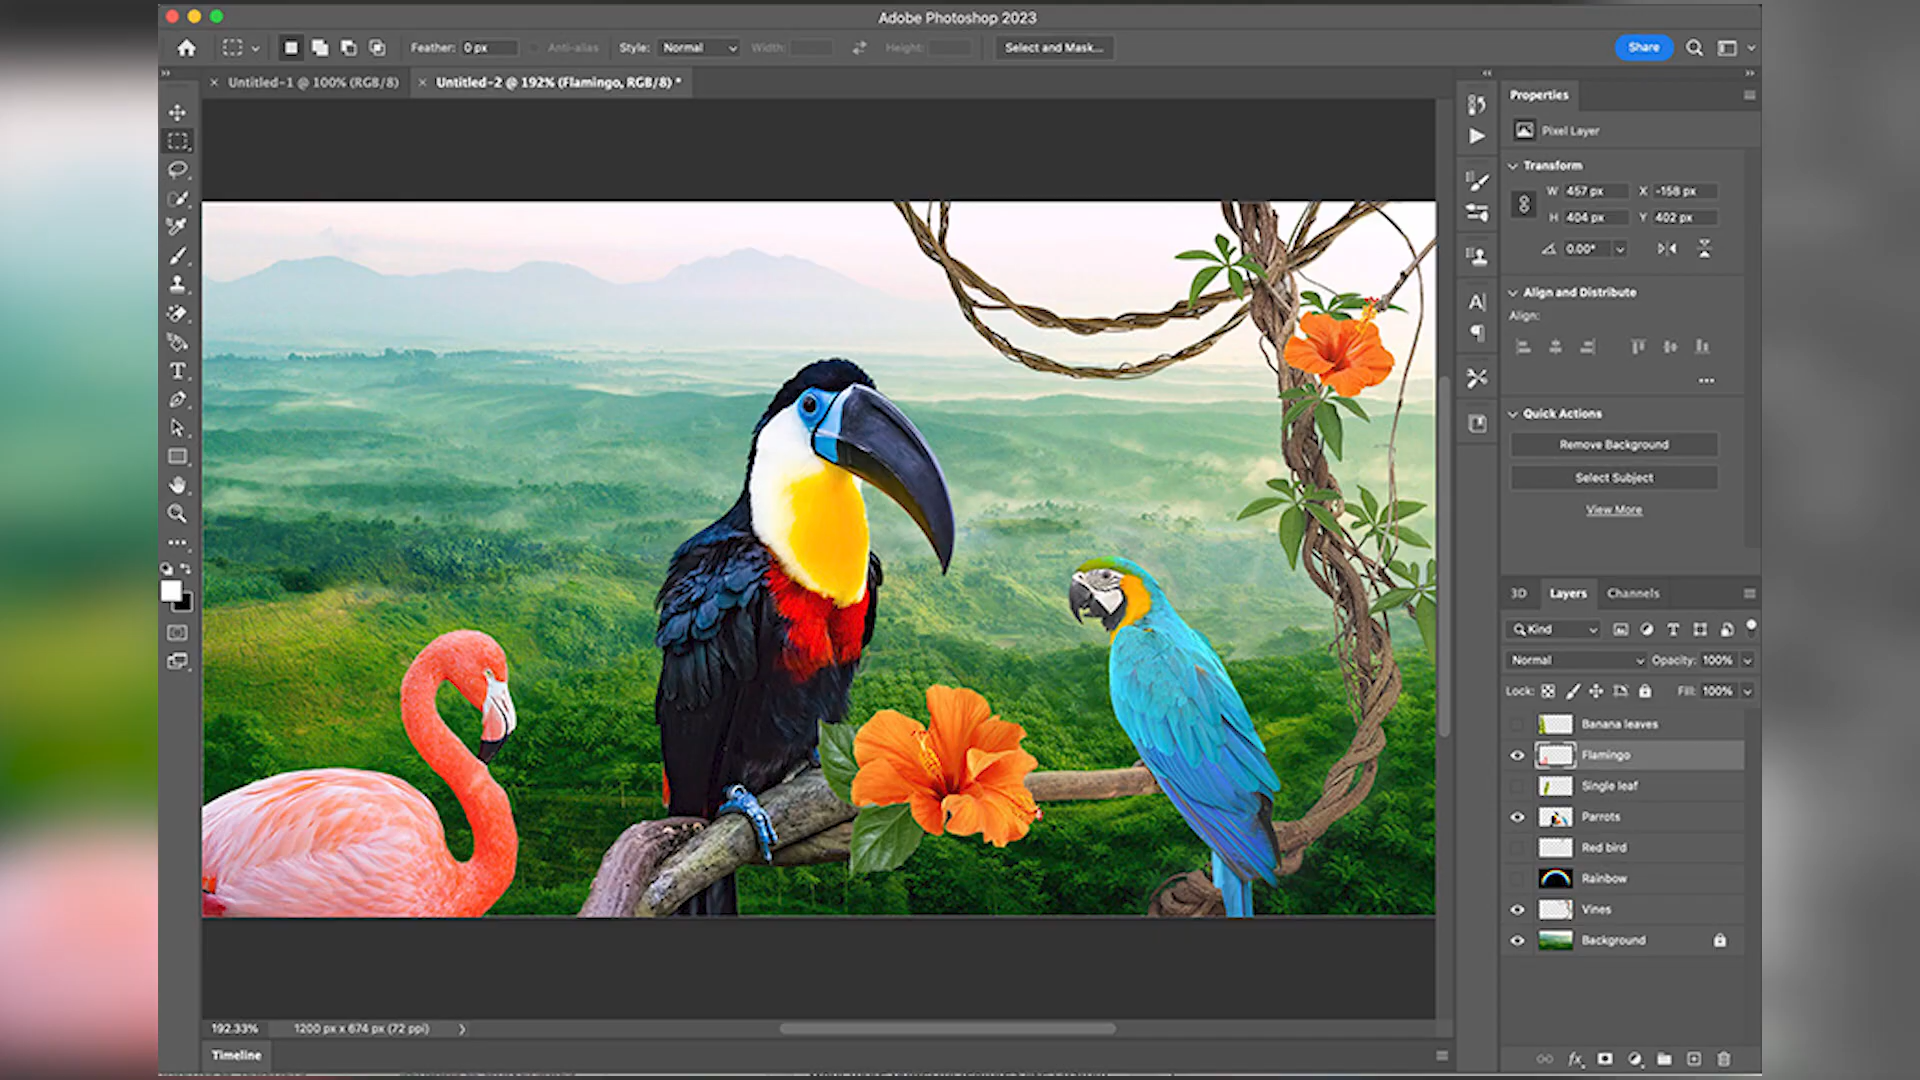 Adobe Photoshop 2023
Feather: 0 px Anti-alias Style: Normal Width: Height: Select and Mask... Share
Untitled-1 @ 100% (RGB/8) Untitled-2 @ 192% (Flamingo, RGB/8) *
Properties
Pixel Layer
Transform
W 457 px X -158 px
H 404 px Y 402 px
0.00°
Align and Distribute
Align:
Quick Actions
Remove Background
Select Subject
View More
3D Layers Channels
Kind
Normal Opacity: 100%
Lock: Fill: 100%
Banana leaves
Flamingo
Single leaf
Parrots
Red bird
Rainbow
Vines
Background
192.33% 1200 px x 674 px (72 ppi)
Timeline